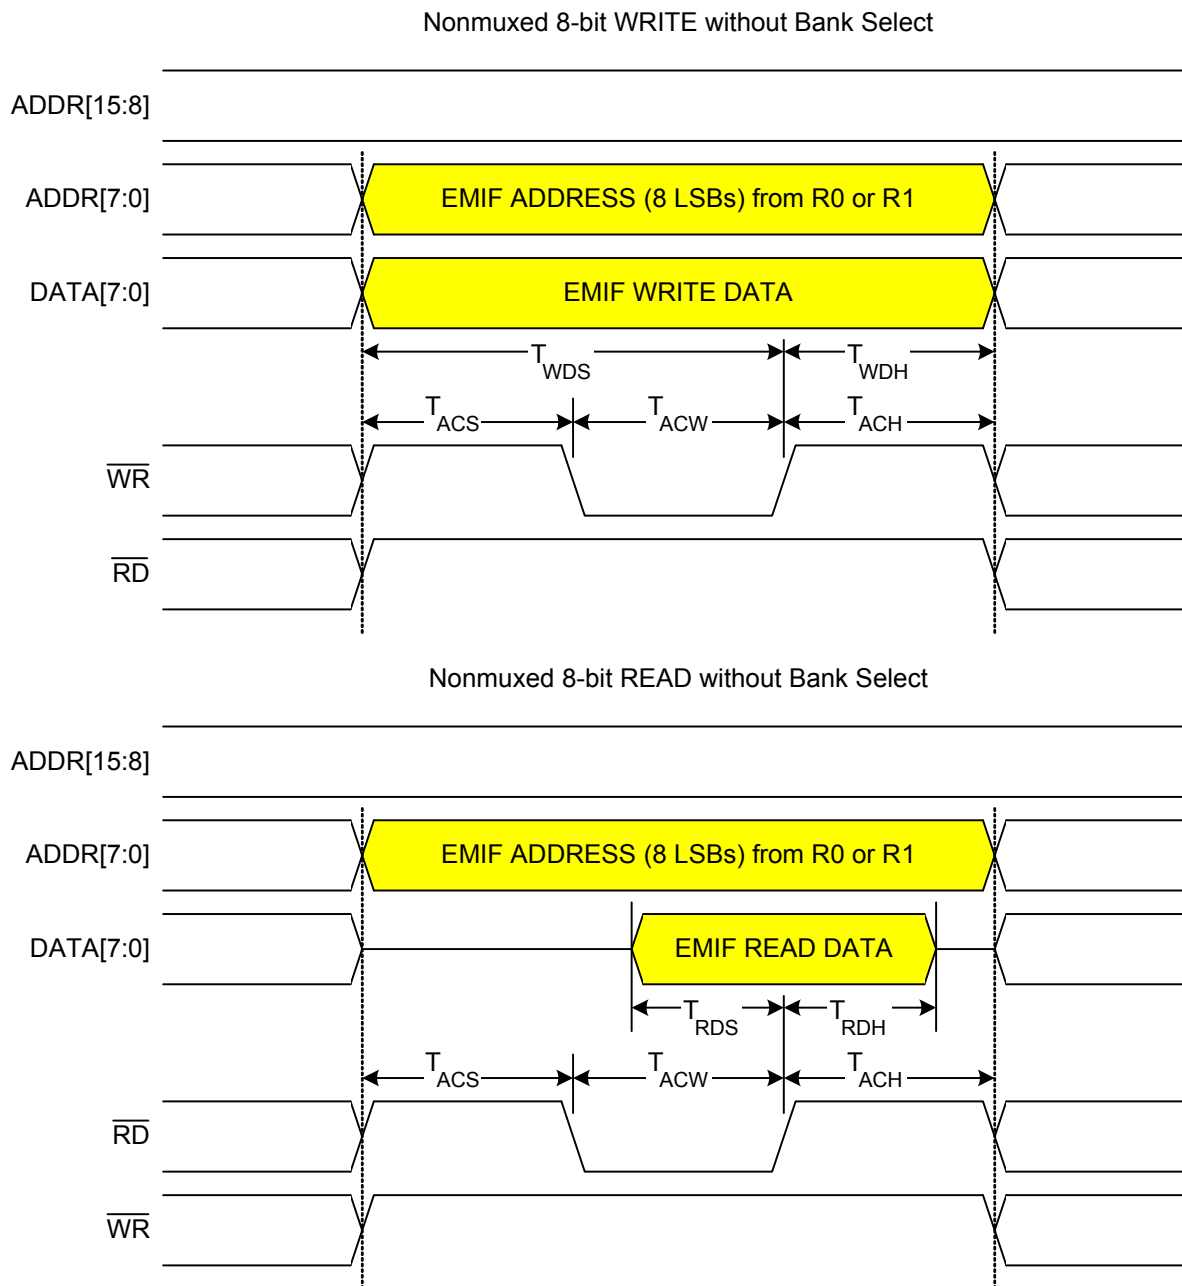 Nonmuxed 8-bit WRITE without Bank Select
ADDR[15:8]
ADDR[7:0]
EMIF ADDRESS (8 LSBs) from R0 or R1
DATA[7:0]
EMIF WRITE DATA
TWDS TWDH
TACS TACW TACH
WR
RD
Nonmuxed 8-bit READ without Bank Select
ADDR[15:8]
ADDR[7:0]
EMIF ADDRESS (8 LSBs) from R0 or R1
DATA[7:0]
EMIF READ DATA
TRDS TRDH
TACS TACW TACH
RD
WR